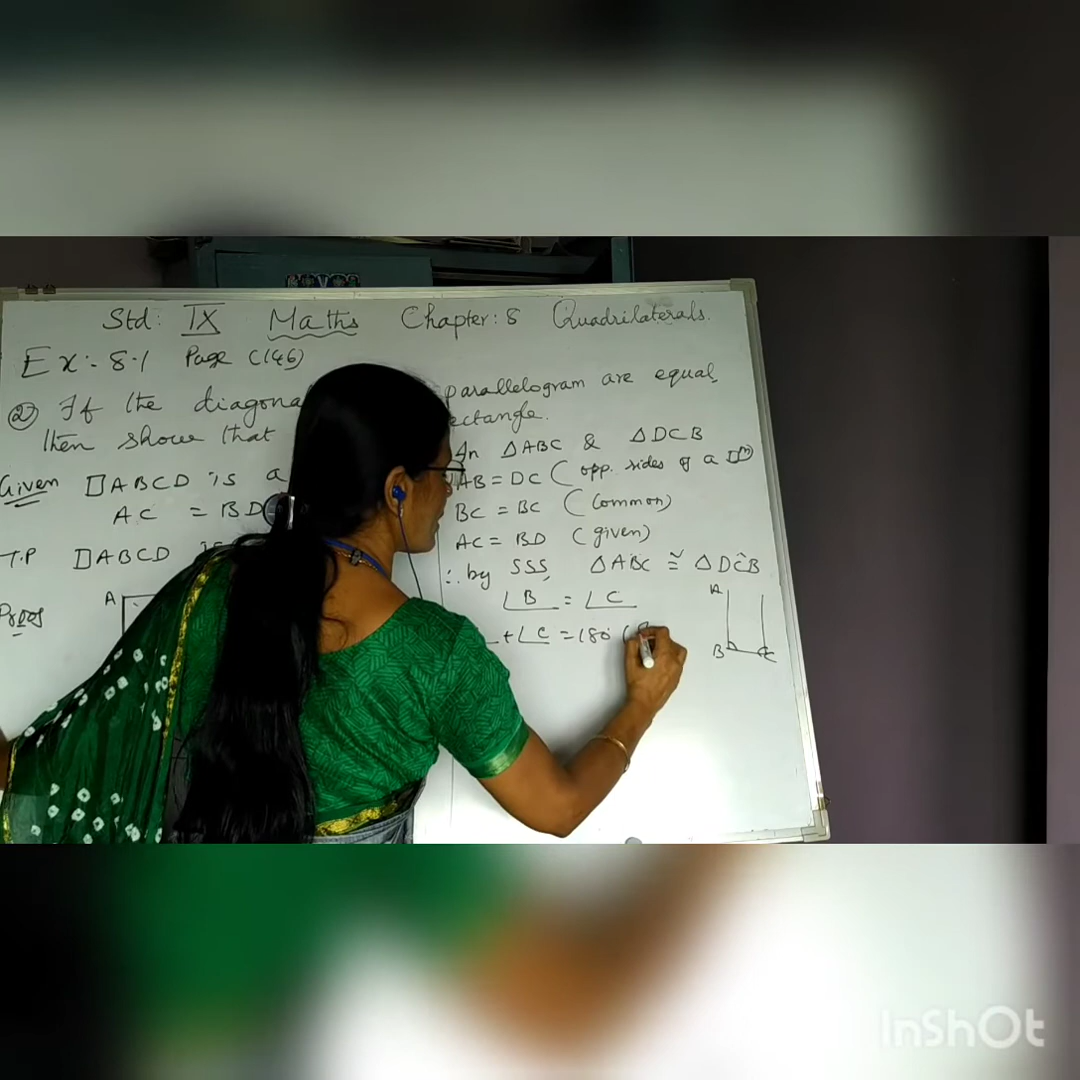 Std: IX Maths Chapter: 8 Quadrilaterals.
Ex:- 8.1 Page (146)
② If the diagona parallelogram are equal,
then show that ectangle.
Given □ABCD is a
AC = BD
T.P □ABCD is
Proof
A
In △ABC & △DCB
AB = DC (opp. sides of a
BC = BC (Common)
AC = BD (given)
∴ by SSS, △ABC ≅ △DCB
∠B = ∠C
+∠C = 180 (
A
B C
InShOt